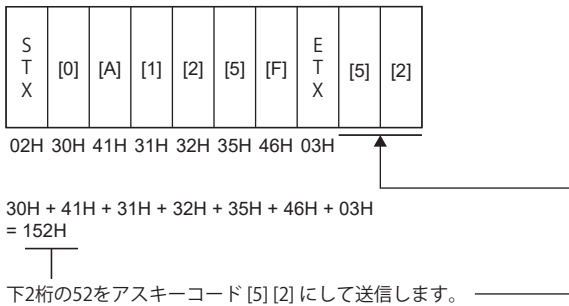 STX [0] [A] [1] [2] [5] [F] ETX [5] [2]
02H 30H 41H 31H 32H 35H 46H 03H
30H + 41H + 31H + 32H + 35H + 46H + 03H
= 152H
下2桁の52をアスキーコード [5] [2] にして送信します。